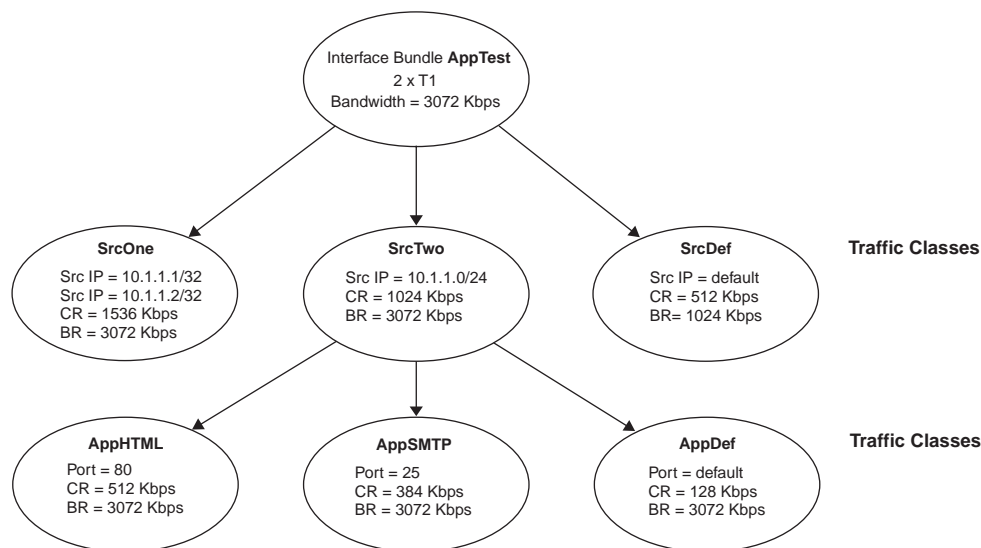 Interface Bundle AppTest
2 x T1
Bandwidth = 3072 Kbps
SrcOne
Src IP = 10.1.1.1/32
Src IP = 10.1.1.2/32
CR = 1536 Kbps
BR = 3072 Kbps
SrcTwo
Src IP = 10.1.1.0/24
CR = 1024 Kbps
BR = 3072 Kbps
SrcDef
Src IP = default
CR = 512 Kbps
BR= 1024 Kbps
Traffic Classes
AppHTML
Port = 80
CR = 512 Kbps
BR = 3072 Kbps
AppSMTP
Port = 25
CR = 384 Kbps
BR = 3072 Kbps
AppDef
Port = default
CR = 128 Kbps
BR = 3072 Kbps
Traffic Classes